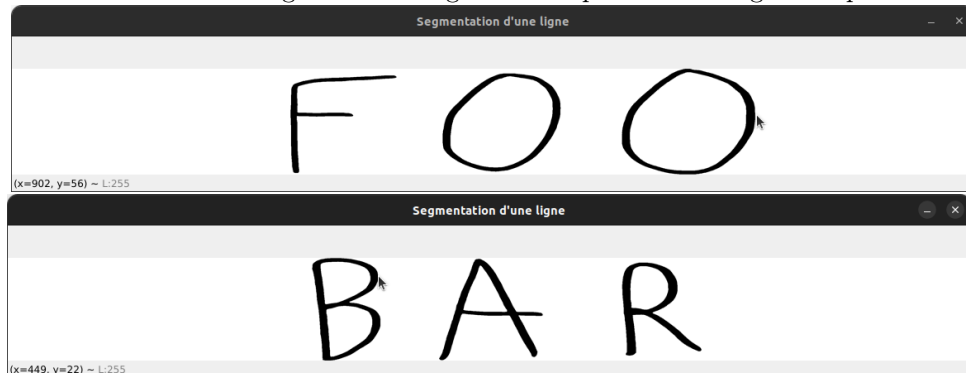 Segmentation d'une ligne
FOO
(x=902, y=56) ~ L:255
Segmentation d'une ligne
BAR
(x=449, y=22) ~ L:255